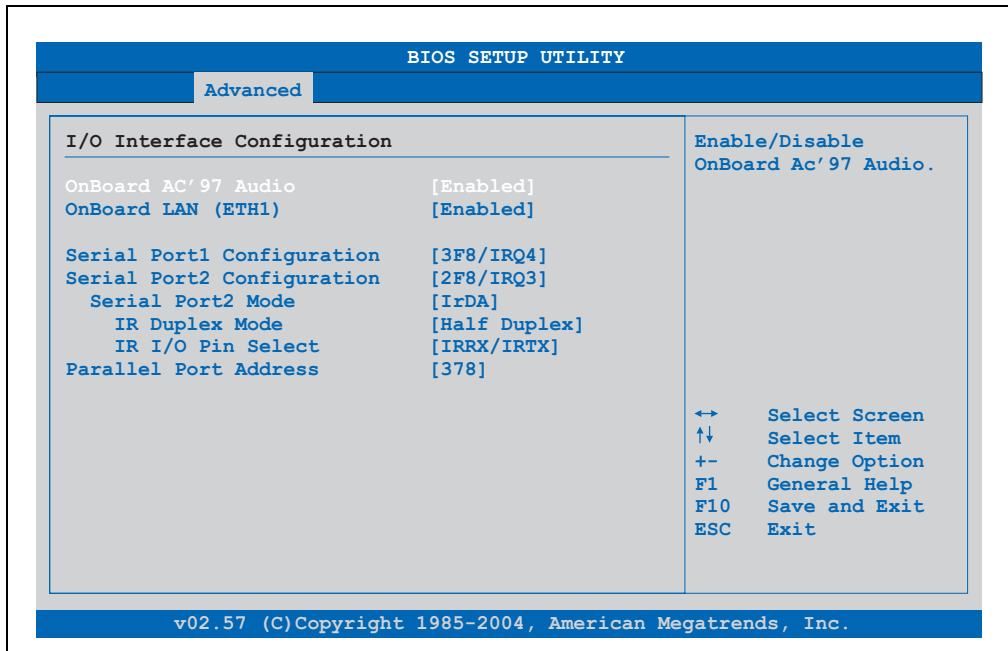 BIOS SETUP UTILITY
Advanced
I/O Interface Configuration
OnBoard AC’97 Audio [Enabled]
OnBoard LAN (ETH1) [Enabled]
Serial Port1 Configuration [3F8/IRQ4]
Serial Port2 Configuration [2F8/IRQ3]
Serial Port2 Mode [IrDA]
IR Duplex Mode [Half Duplex]
IR I/O Pin Select [IRRX/IRTX]
Parallel Port Address [378]
Enable/Disable
OnBoard Ac’97 Audio.
↔ Select Screen
↑↓ Select Item
+- Change Option
F1 General Help
F10 Save and Exit
ESC Exit
v02.57 (C)Copyright 1985-2004, American Megatrends, Inc.